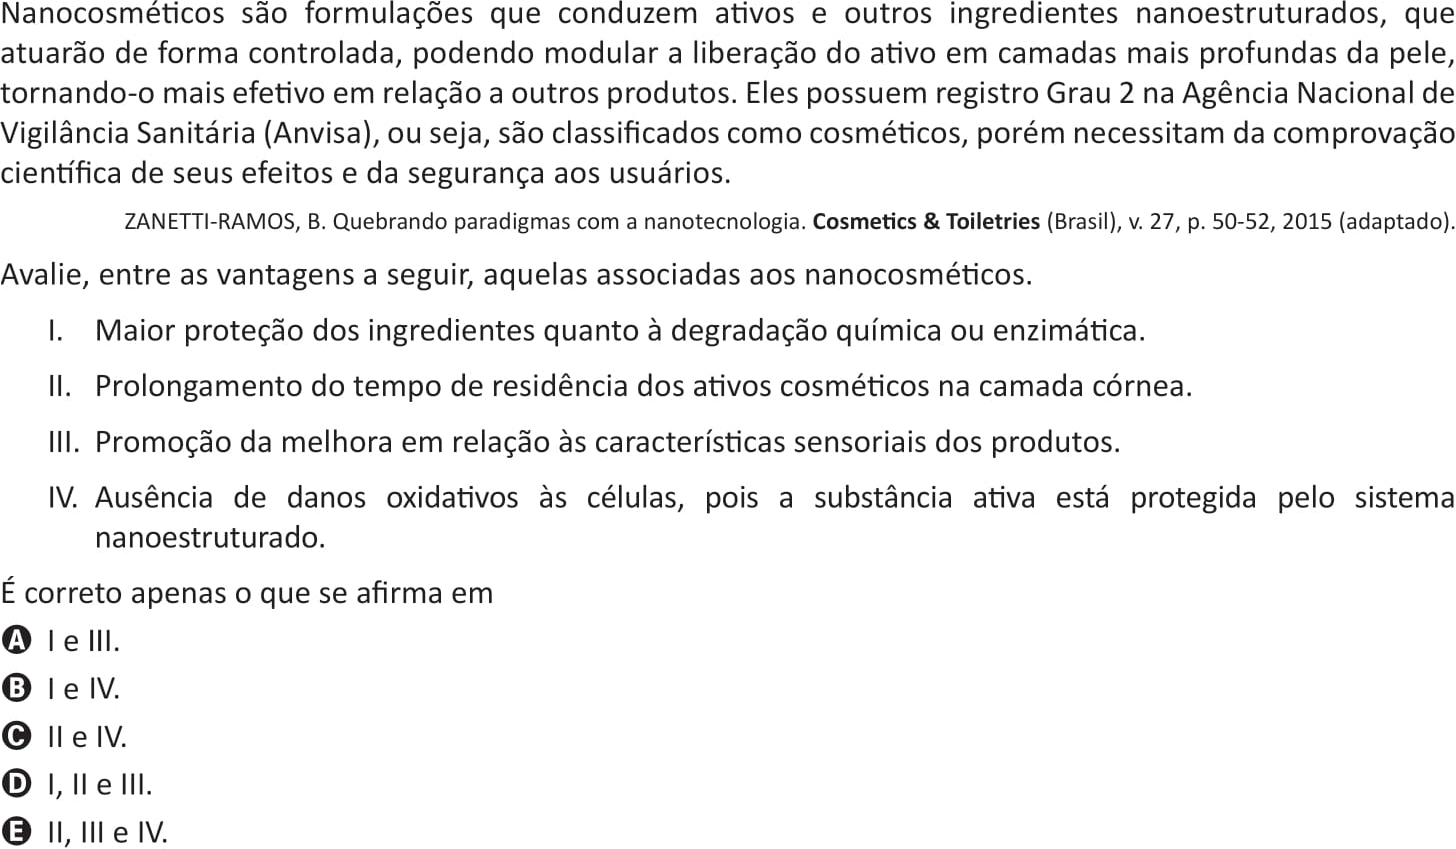 Nanocosméticos são formulações que conduzem ativos e outros ingredientes nanoestruturados, que
atuarão de forma controlada, podendo modular a liberação do ativo em camadas mais profundas da pele,
tornando-o mais efetivo em relação a outros produtos. Eles possuem registro Grau 2 na Agência Nacional de
Vigilância Sanitária (Anvisa), ou seja, são classificados como cosméticos, porém necessitam da comprovação
científica de seus efeitos e da segurança aos usuários.
ZANETTI-RAMOS, B. Quebrando paradigmas com a nanotecnologia. Cosmetics & Toiletries (Brasil), v. 27, p. 50-52, 2015 (adaptado).
Avalie, entre as vantagens a seguir, aquelas associadas aos nanocosméticos.
I. Maior proteção dos ingredientes quanto à degradação química ou enzimática.
II. Prolongamento do tempo de residência dos ativos cosméticos na camada córnea.
III. Promoção da melhora em relação às características sensoriais dos produtos.
IV. Ausência de danos oxidativos às células, pois a substância ativa está protegida pelo sistema
nanoestruturado.
É correto apenas o que se afirma em
A I e III.
B I e IV.
C II e IV.
D I, II e III.
E II, III e IV.